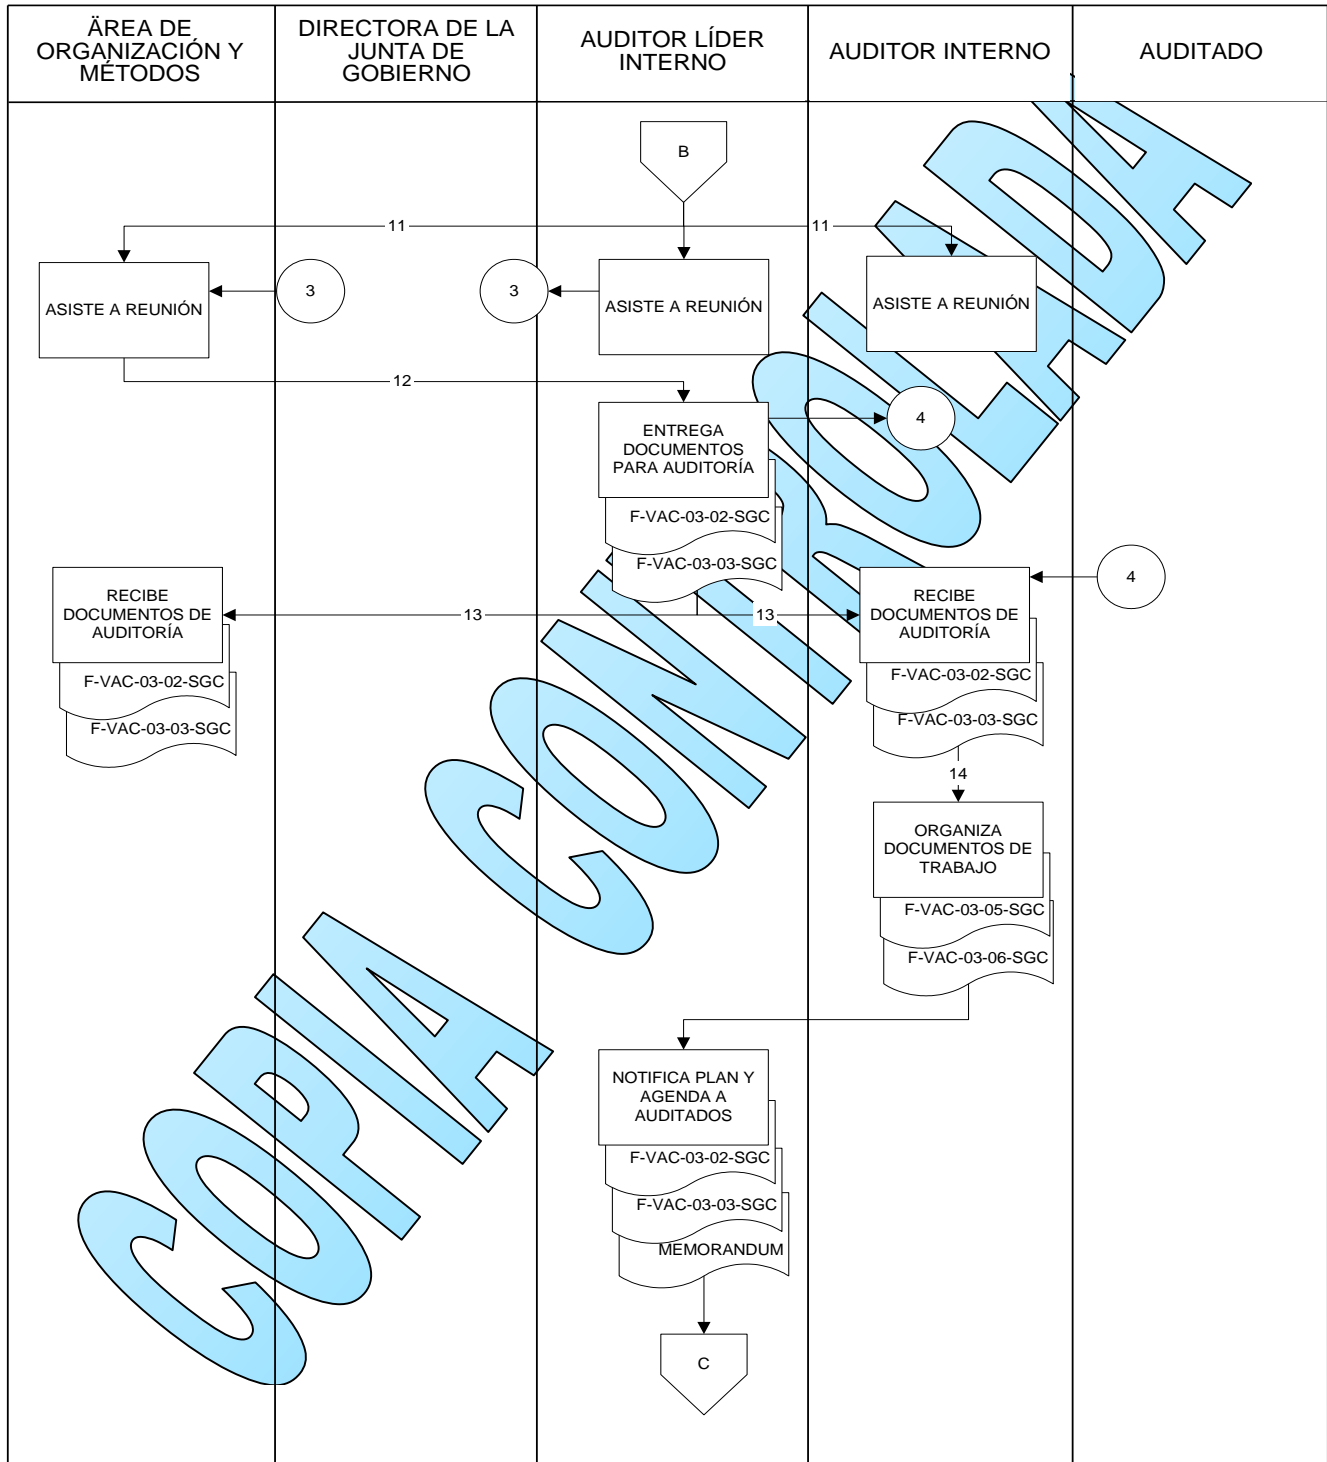 ÄREA DE
ORGANIZACIÓN Y
MÉTODOS
DIRECTORA DE LA
JUNTA DE
GOBIERNO
AUDITOR LÍDER
INTERNO
AUDITOR INTERNO
AUDITADO
B
11
11
ASISTE A REUNIÓN
3
3
ASISTE A REUNIÓN
ASISTE A REUNIÓN
12
ENTREGA
DOCUMENTOS
PARA AUDITORÍA
4
F-VAC-03-02-SGC
F-VAC-03-03-SGC
RECIBE
DOCUMENTOS DE
AUDITORÍA
13
13
RECIBE
DOCUMENTOS DE
AUDITORÍA
4
F-VAC-03-02-SGC
F-VAC-03-03-SGC
F-VAC-03-02-SGC
F-VAC-03-03-SGC
14
ORGANIZA
DOCUMENTOS DE
TRABAJO
F-VAC-03-05-SGC
F-VAC-03-06-SGC
NOTIFICA PLAN Y
AGENDA A
AUDITADOS
F-VAC-03-02-SGC
F-VAC-03-03-SGC
MEMORANDUM
C
COPIA CONTROLADA